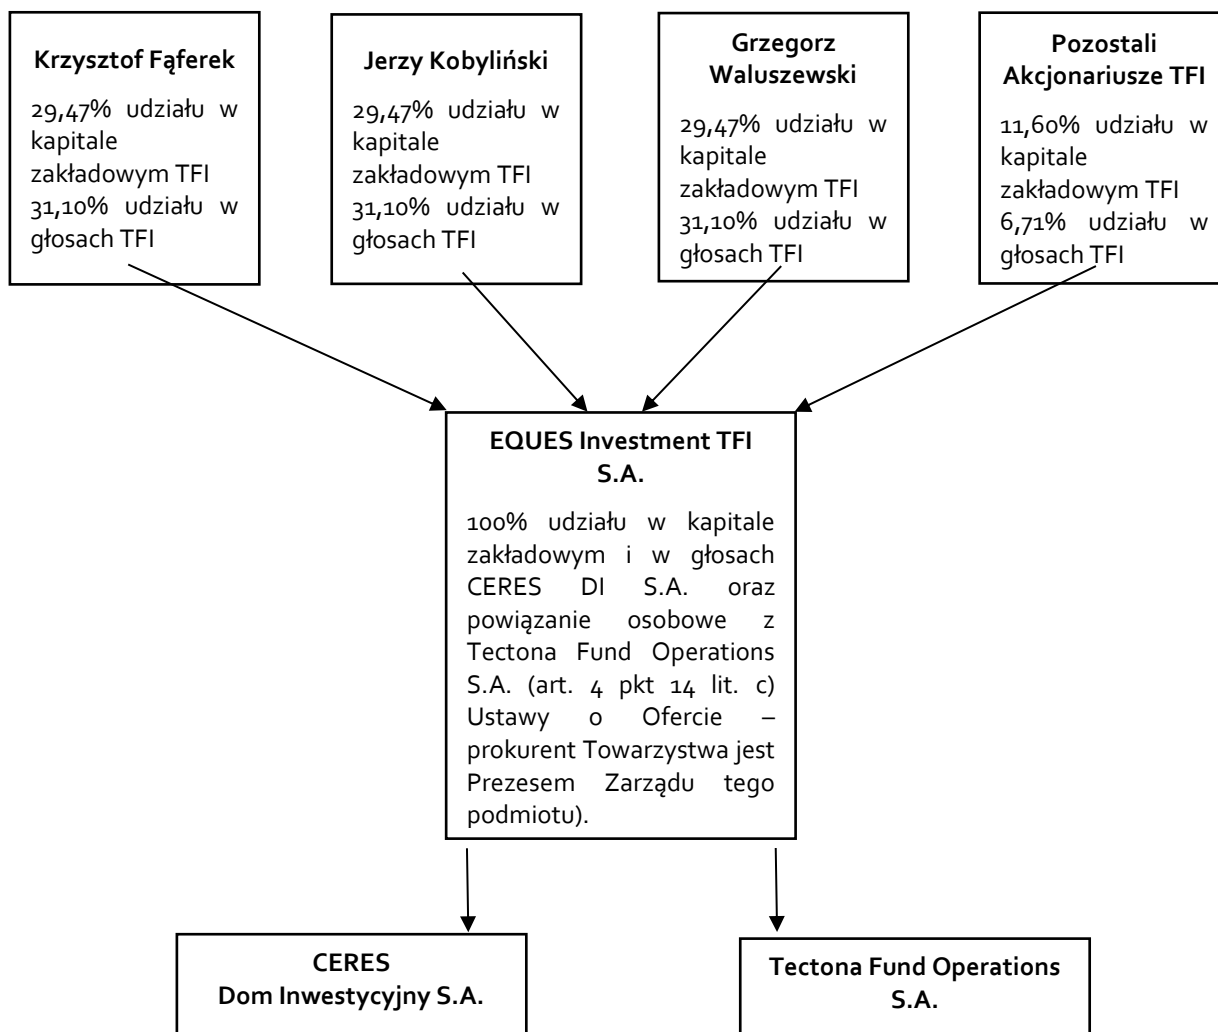 Krzysztof Fąferek
29,47% udziału w
kapitale
zakładowym TFI
31,10% udziału w
głosach TFI
Jerzy Kobyliński
29,47% udziału w
kapitale
zakładowym TFI
31,10% udziału w
głosach TFI
Grzegorz
Waluszewski
29,47% udziału w
kapitale
zakładowym TFI
31,10% udziału w
głosach TFI
Pozostali
Akcjonariusze TFI
11,60% udziału w
kapitale
zakładowym TFI
6,71% udziału w
głosach TFI
EQUES Investment TFI
S.A.
100% udziału w kapitale
zakładowym i w głosach
CERES DI S.A. oraz
powiązanie osobowe z
Tectona Fund Operations
S.A. (art. 4 pkt 14 lit. c)
Ustawy o Ofercie –
prokurent Towarzystwa jest
Prezesem Zarządu tego
podmiotu).
CERES
Dom Inwestycyjny S.A.
Tectona Fund Operations
S.A.